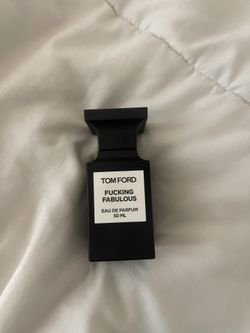 TOM FORD
FUCKING
FABULOUS
EAU DE PARFUM
50 ML